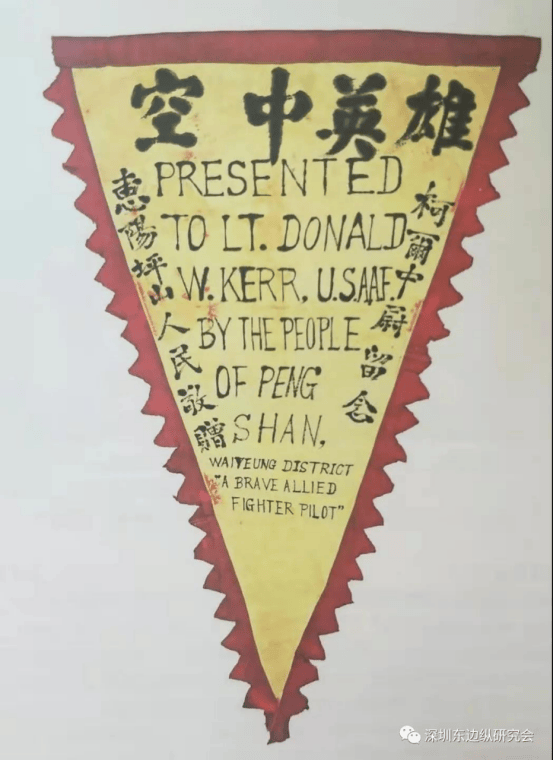 空中英雄
柯爾中尉留念
PRESENTED
TO LT. DONALD
W. KERR, U.S.A.A.F.
BY THE PEOPLE
OF PENG
SHAN,
WAIYEUNG DISTRICT
"A BRAVE ALLIED
FIGHTER PILOT"
惠陽坪山人民敬贈
深圳东边纵研究会